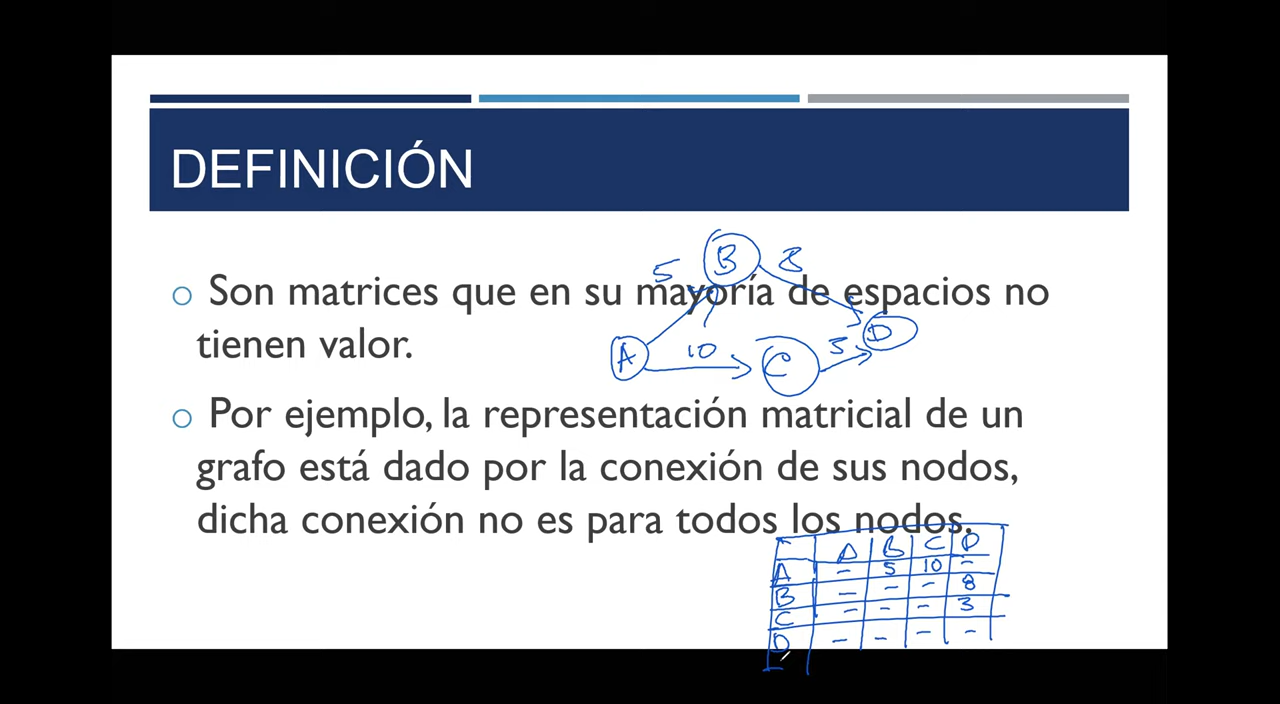 DEFINICIÓN
B
5
8
Son matrices que en su mayoría de espacios no
tienen valor.
A
10
C
3
D
Por ejemplo, la representación matricial de un
grafo está dado por la conexión de sus nodos,
dicha conexión no es para todos los nodos.
A B C D
A - 5 10 -
B - - - 8
C - - - 3
D - - - -